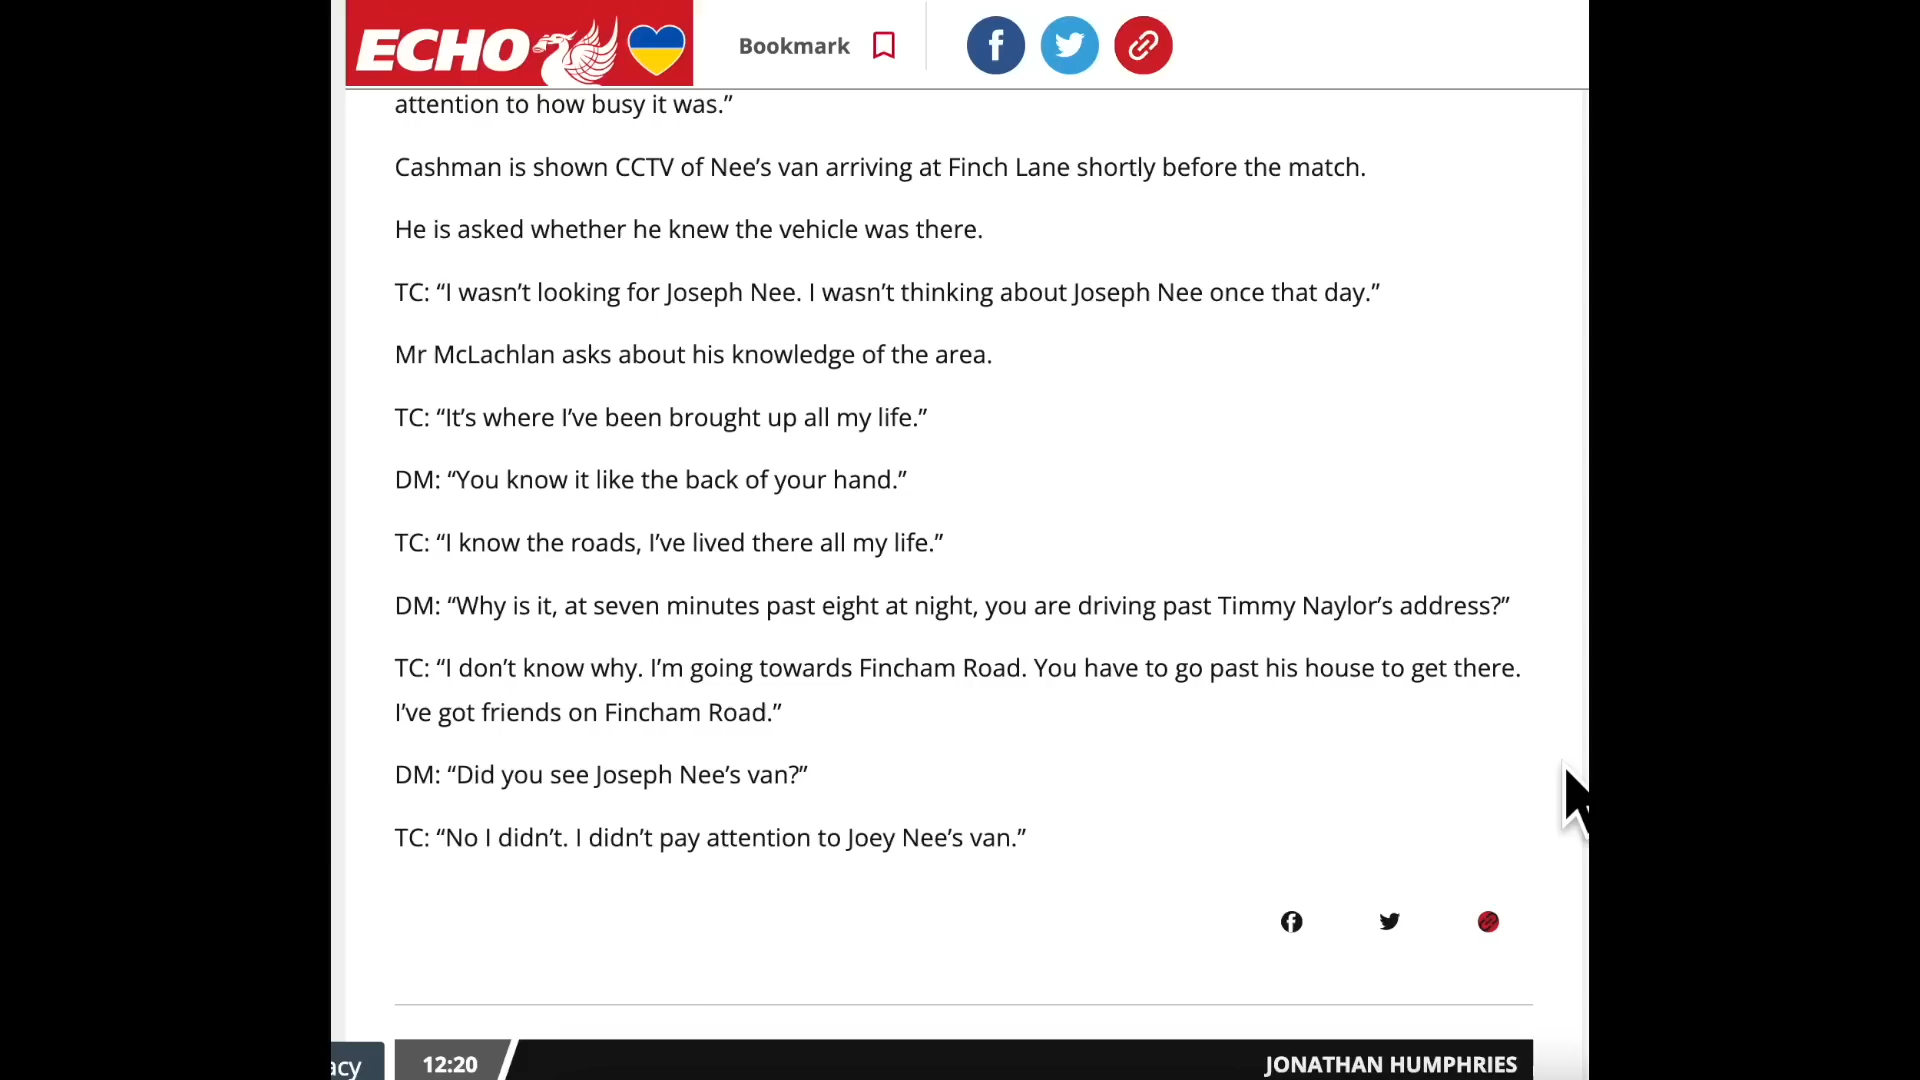 ECHO
Bookmark
attention to how busy it was.”
Cashman is shown CCTV of Nee’s van arriving at Finch Lane shortly before the match.
He is asked whether he knew the vehicle was there.
TC: “I wasn’t looking for Joseph Nee. I wasn’t thinking about Joseph Nee once that day.”
Mr McLachlan asks about his knowledge of the area.
TC: “It’s where I’ve been brought up all my life.”
DM: “You know it like the back of your hand.”
TC: “I know the roads, I’ve lived there all my life.”
DM: “Why is it, at seven minutes past eight at night, you are driving past Timmy Naylor’s address?”
TC: “I don’t know why. I’m going towards Fincham Road. You have to go past his house to get there.
I’ve got friends on Fincham Road.”
DM: “Did you see Joseph Nee’s van?”
TC: “No I didn’t. I didn’t pay attention to Joey Nee’s van.”
acy
12:20
JONATHAN HUMPHRIES